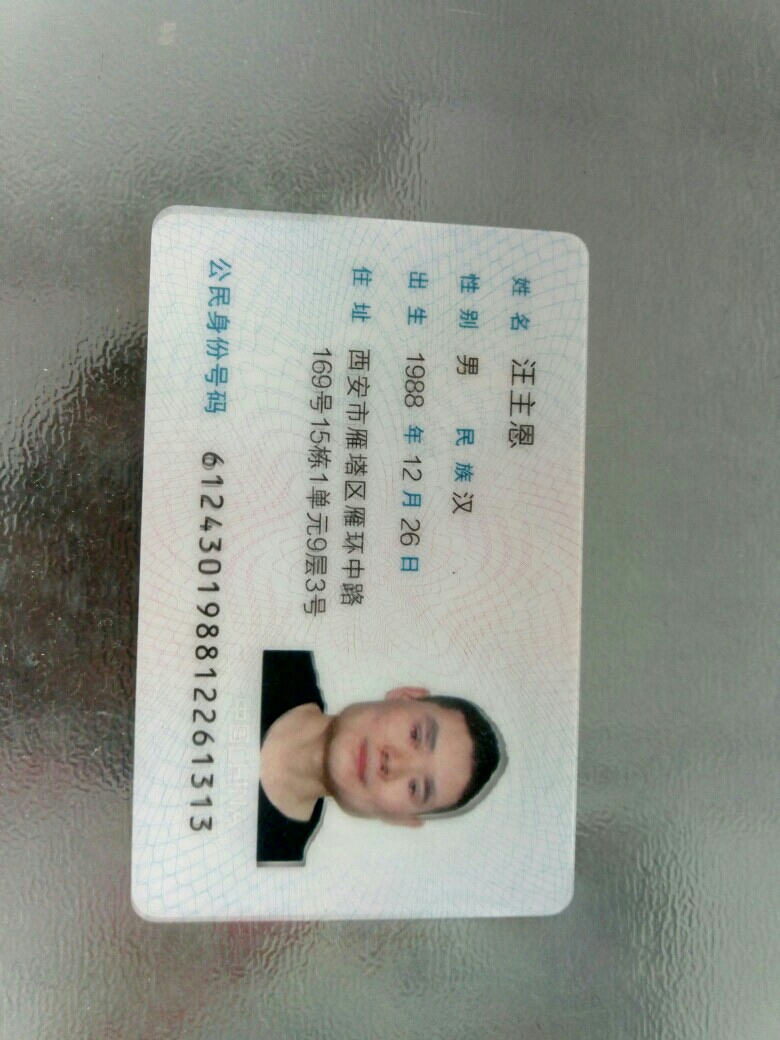 姓名 汪主恩
性别 男 民族 汉
出生 1988 年 12 月 26 日
住址 西安市雁塔区雁环中路
169号15栋1单元9层3号
公民身份号码 612430198812261313